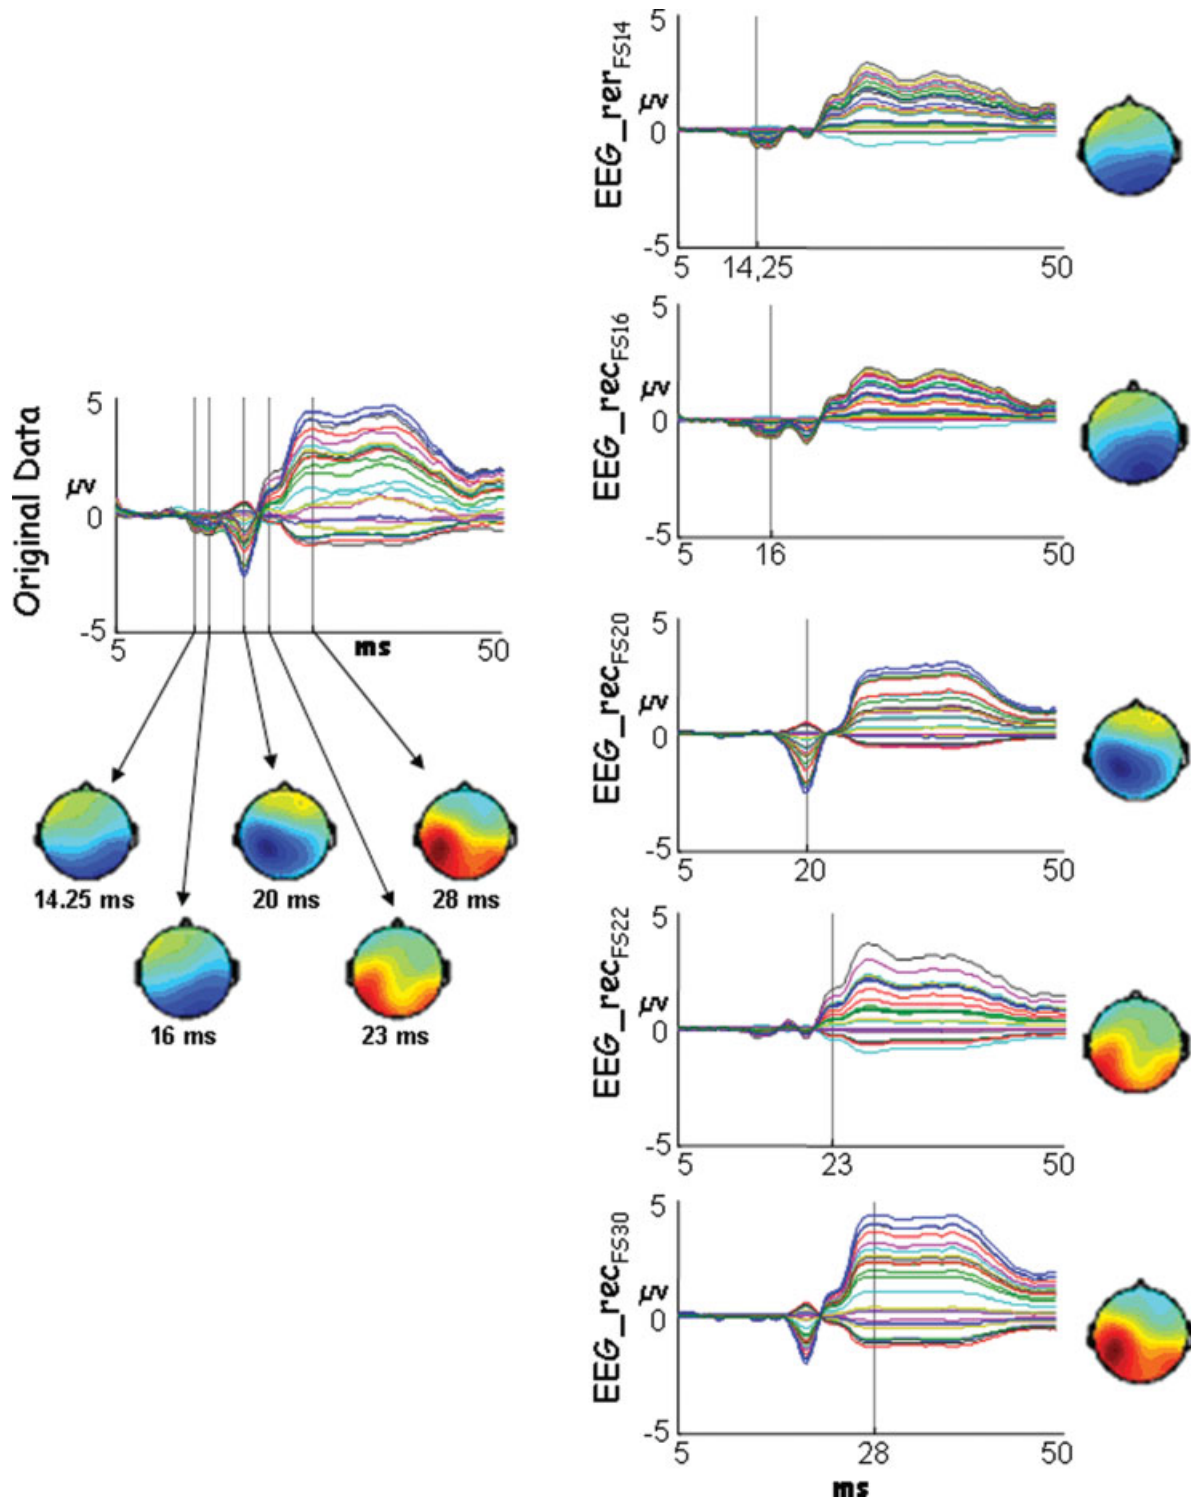 Original Data
5
μv
0
-5
5
ms
50
14.25 ms
20 ms
28 ms
16 ms
23 ms
EEG_rerFS14
5
μv
0
-5
5
14,25
50
EEG_recFS16
5
μv
0
-5
5
16
50
EEG_recFS20
5
μv
0
-5
5
20
50
EEG_recFS22
5
μv
0
-5
5
23
50
EEG_recFS30
5
μv
0
-5
5
28
50
ms